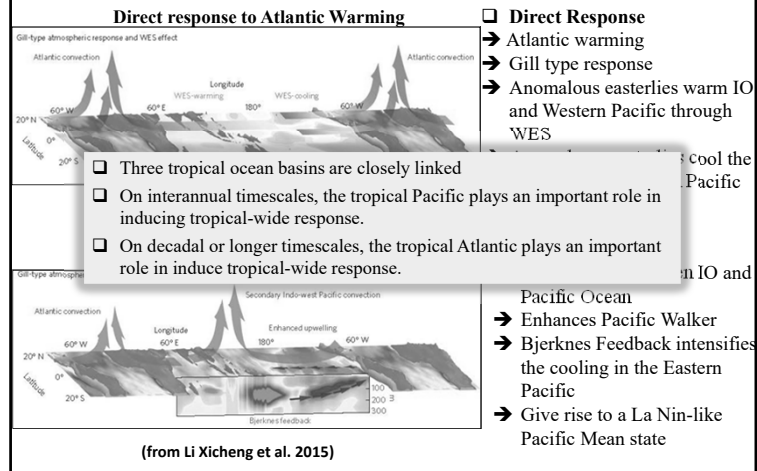 Direct response to Atlantic Warming
Gill-type atmospheric response and WES effect
Atlantic convection
Atlantic convection
Longitude
WES-warming
WES-cooling
60° W
60° E
180°
60° W
20° N
0°
20° S
Latitude
❑ Direct Response
➔ Atlantic warming
➔ Gill type response
➔ Anomalous easterlies warm IO
and Western Pacific through
WES
cool the
Pacific
❑ Three tropical ocean basins are closely linked
❑ On interannual timescales, the tropical Pacific plays an important role in
inducing tropical-wide response.
❑ On decadal or longer timescales, the tropical Atlantic plays an important
role in induce tropical-wide response.
Gill-type
Secondary Indo-west Pacific convection
Atlantic convection
Longitude
Enhanced upwelling
60° W
60° E
180°
60° W
20° N
0°
20° S
Latitude
100
200
300
Bjerknes feedback
IO and
Pacific Ocean
➔ Enhances Pacific Walker
➔ Bjerknes Feedback intensifies
the cooling in the Eastern
Pacific
➔ Give rise to a La Nin-like
Pacific Mean state
(from Li Xicheng et al. 2015)